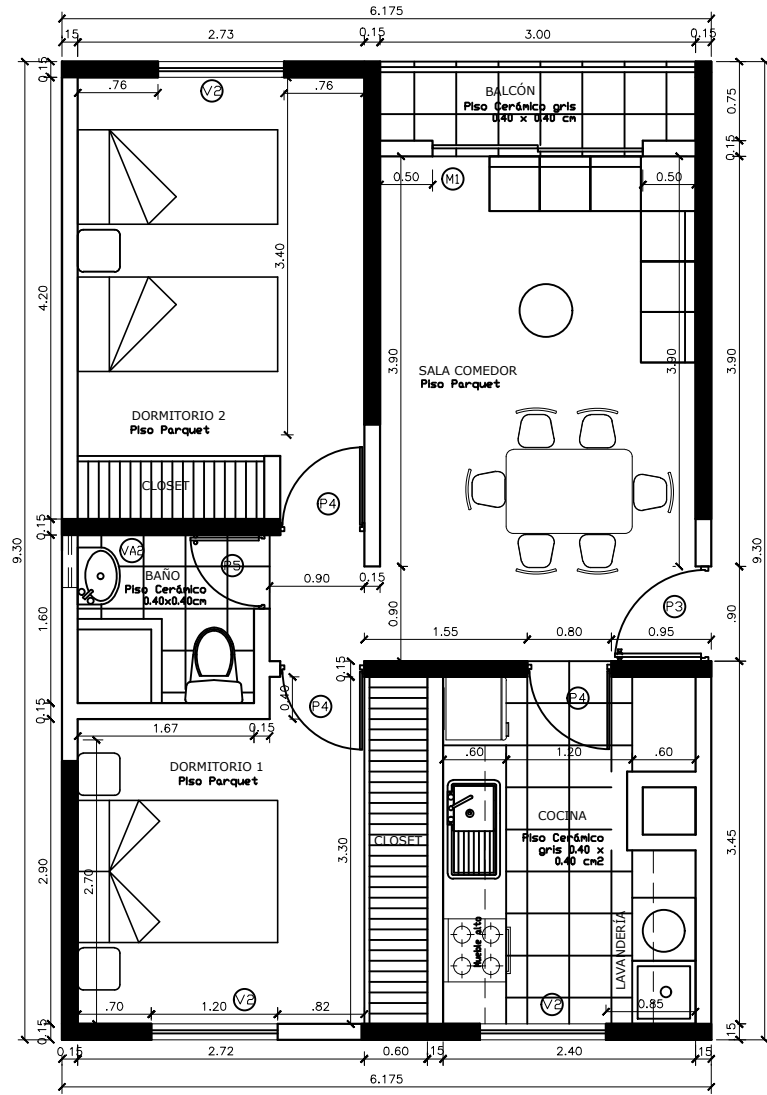 6.175
.15
2.73
0.15
3.00
0.15
0.15
.76
V2
.76
BALCÓN
Piso Cerámico gris
0.40 x 0.40 cm
0.75
0.15
0.50
M1
0.50
3.40
4.20
3.90
3.90
3.90
SALA COMEDOR
Piso Parquet
DORMITORIO 2
Piso Parquet
CLOSET
P4
0.15
9.30
9.30
VA2
P5
BAÑO
Piso Cerámico
0.40x0.40cm
0.90
0.15
1.60
0.90
P3
.90
1.55
0.80
0.95
0.15
0.40
P4
P4
0.15
1.67
0.15
.60
1.20
.60
DORMITORIO 1
Piso Parquet
COCINA
Piso Cerámico
gris 0.40 x
0.40 cm2
CLOSET
3.30
3.45
2.90
2.70
Mueble alto
LAVANDERÍA
.70
1.20
V2
.82
V2
0.85
0.15
.15
0.15
2.72
0.60
.15
2.40
.15
6.175